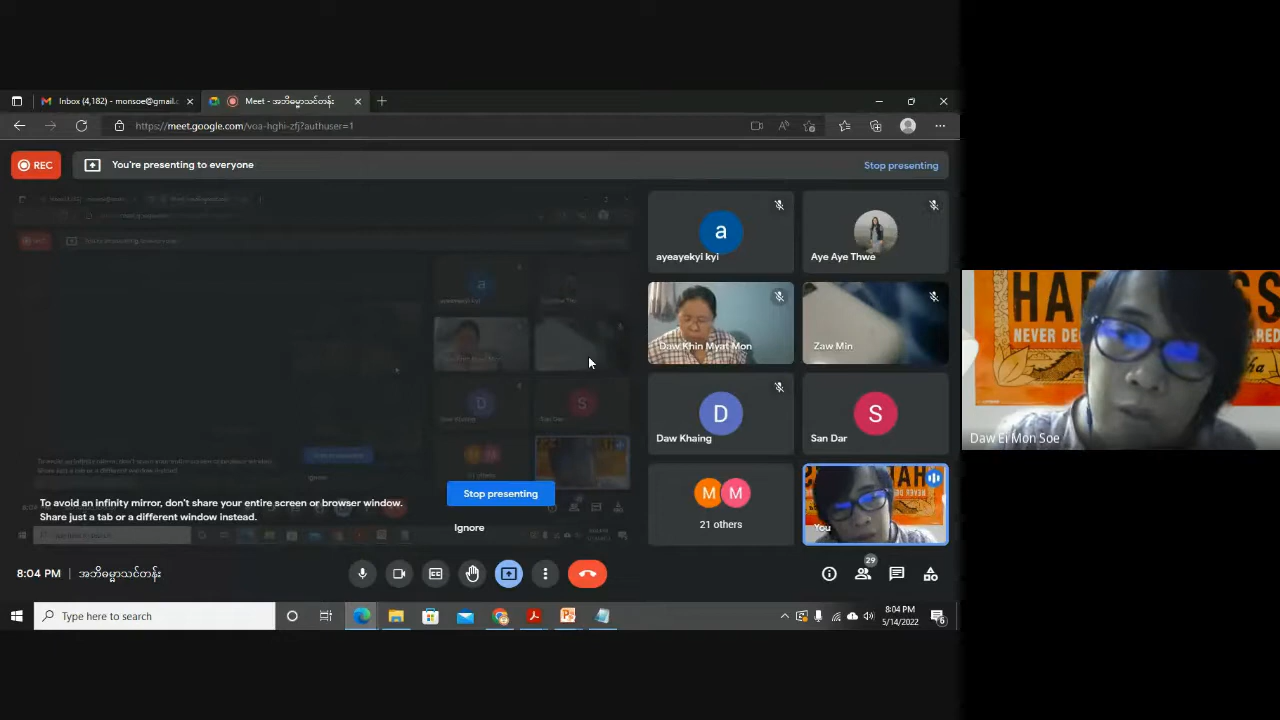 Inbox (4,182) - monsoe@gmail.c
Meet - အဘိဓမ္မာသင်တန်း
https://meet.google.com/voa-hghi-zfj?authuser=1
REC
You're presenting to everyone
Stop presenting
a
ayeayekyi kyi
Aye Aye Thwe
Daw Khin Myat Mon
Zaw Min
D
Daw Khaing
S
San Dar
M M
21 others
You
To avoid an infinity mirror, don't share your entire screen or browser window.
Share just a tab or a different window instead.
Stop presenting
Ignore
8:04 PM | အဘိဓမ္မာသင်တန်း
29
Type here to search
8:04 PM
5/14/2022
6
NEVER DE
Daw Ei Mon Soe